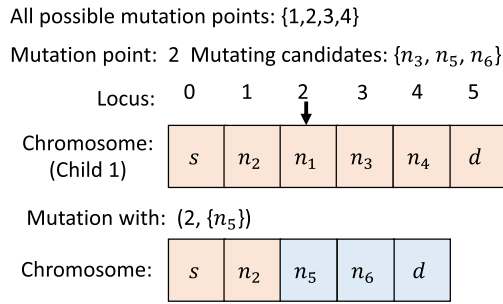 All possible mutation points: {1,2,3,4}
Mutation point: 2 Mutating candidates: {n₃, n₅, n₆}
Locus: 0 1 2 3 4 5
Chromosome: (Child 1) s n₂ n₁ n₃ n₄ d
Mutation with: (2, {n₅})
Chromosome: s n₂ n₅ n₆ d